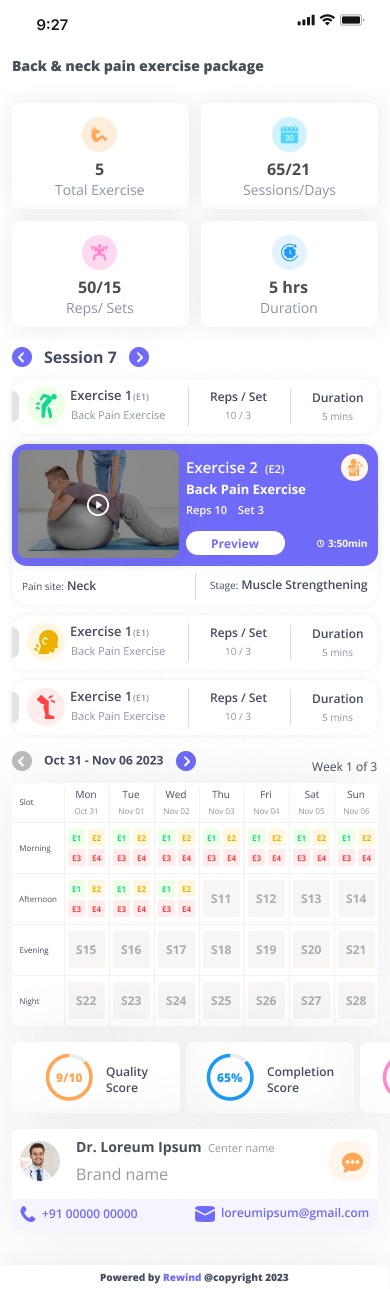 9:27
Back & neck pain exercise package
5
Total Exercise
30
65/21
Sessions/Days
50/15
Reps/ Sets
5 hrs
Duration
Session 7
Exercise 1(E1)
Back Pain Exercise
Reps / Set
10 / 3
Duration
5 mins
Exercise 2 (E2)
Back Pain Exercise
Reps 10 Set 3
Preview
3:50min
Pain site: Neck
Stage: Muscle Strengthening
Exercise 1(E1)
Back Pain Exercise
Reps / Set
10 / 3
Duration
5 mins
Exercise 1(E1)
Back Pain Exercise
Reps / Set
10 / 3
Duration
5 mins
Oct 31 - Nov 06 2023
Week 1 of 3
Slot Mon Tue Wed Thu Fri Sat Sun
Oct 31 Nov 01 Nov 02 Nov 03 Nov 04 Nov 05 Nov 06
Morning
E1 E2 E1 E2 E1 E2 E1 E2 E1 E2 E1 E2 E1 E2
E3 E4 E3 E4 E3 E4 E3 E4 E3 E4 E3 E4 E3 E4
Afternoon
E1 E2 E1 E2 E1 E2
E3 E4 E3 E4 E3 E4
S11 S12 S13 S14
Evening S15 S16 S17 S18 S19 S20 S21
Night S22 S23 S24 S25 S26 S27 S28
9/10
Quality
Score
65%
Completion
Score
Dr. Loreum Ipsum Center name
Brand name
+91 00000 00000
loreumipsum@gmail.com
Powered by Rewind @copyright 2023